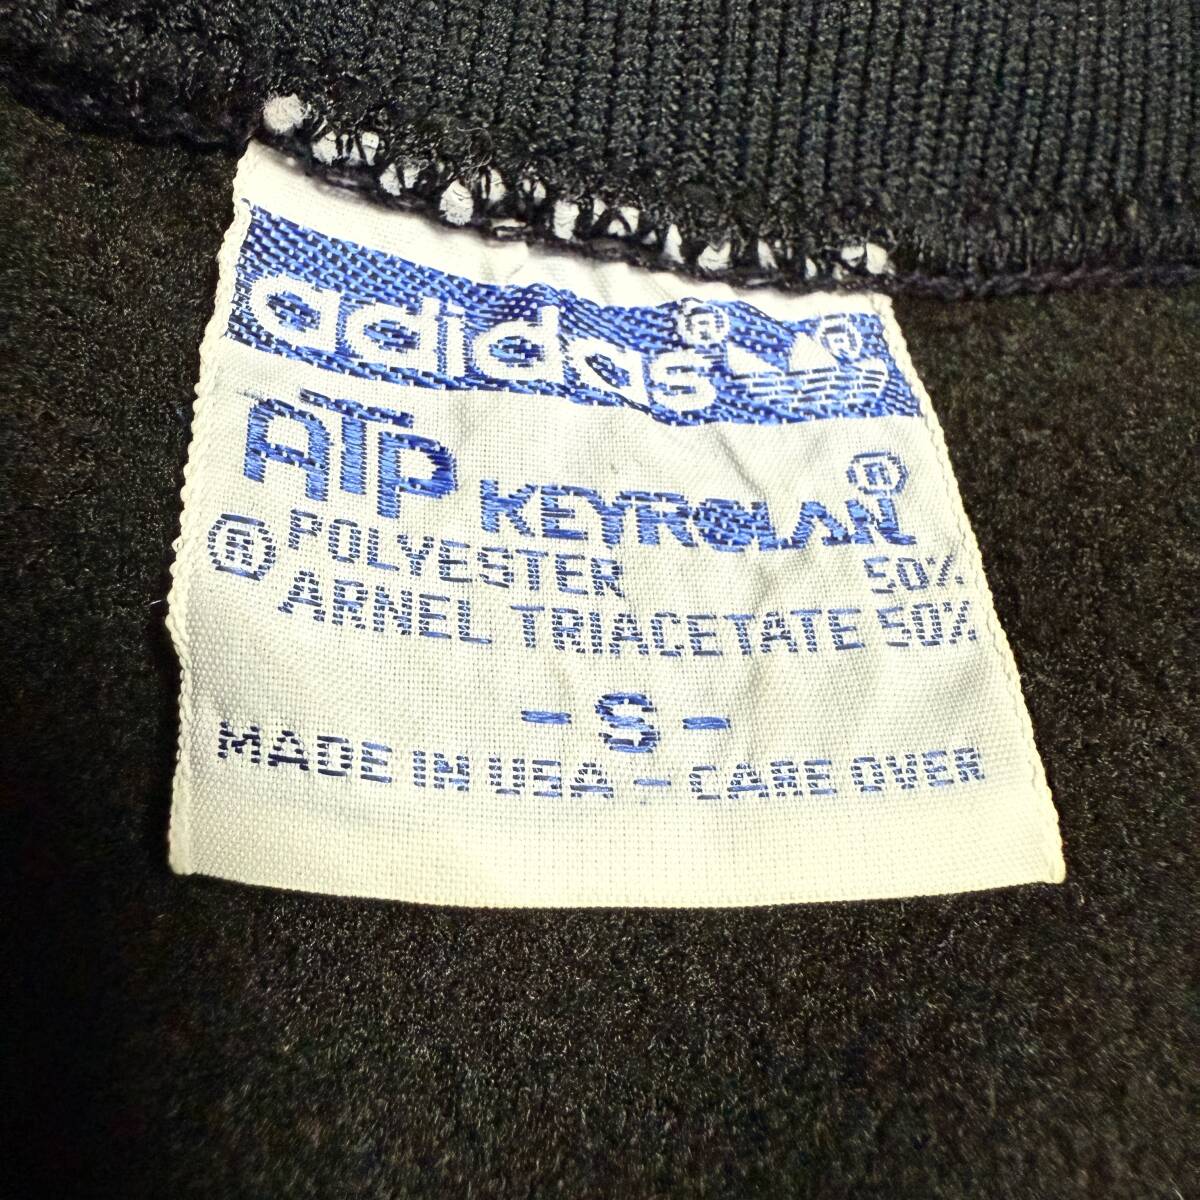 adidas® ®
ATP KEYROLAN®
POLYESTER 50%
® ARNEL TRIACETATE 50%
- S -
MADE IN USA - CARE OVER